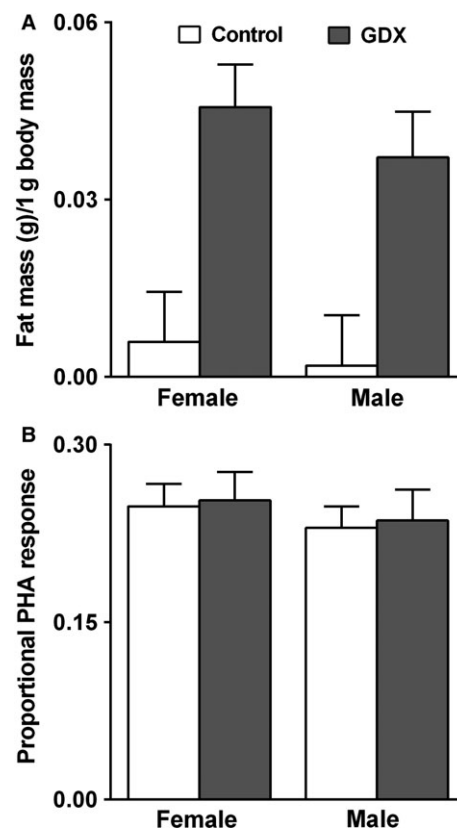 A
Control
GDX
Fat mass (g)/1 g body mass
0.06
0.03
0.00
Female
Male
B
Proportional PHA response
0.30
0.15
0.00
Female
Male